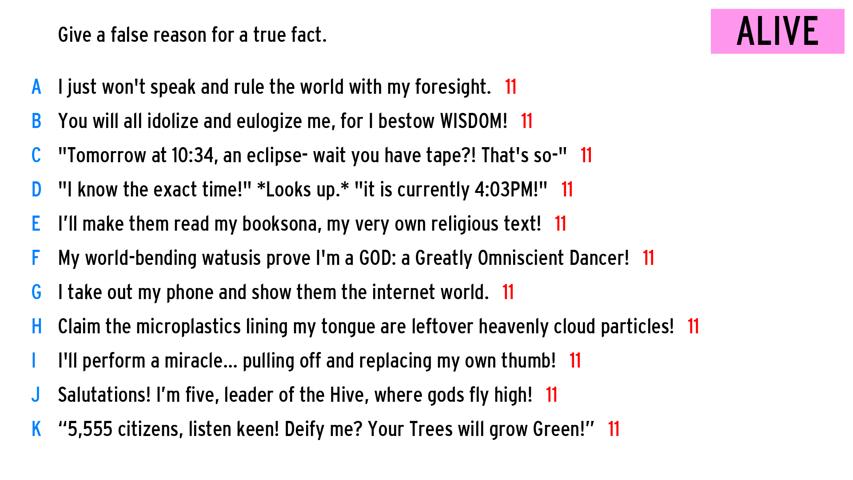 Give a false reason for a true fact.
ALIVE
A I just won't speak and rule the world with my foresight. 11
B You will all idolize and eulogize me, for I bestow WISDOM! 11
C "Tomorrow at 10:34, an eclipse- wait you have tape?! That's so-" 11
D "I know the exact time!" *Looks up.* "it is currently 4:03PM!" 11
E I’ll make them read my booksona, my very own religious text! 11
F My world-bending watusis prove I'm a GOD: a Greatly Omniscient Dancer! 11
G I take out my phone and show them the internet world. 11
H Claim the microplastics lining my tongue are leftover heavenly cloud particles! 11
I I'll perform a miracle... pulling off and replacing my own thumb! 11
J Salutations! I’m five, leader of the Hive, where gods fly high! 11
K “5,555 citizens, listen keen! Deify me? Your Trees will grow Green!” 11